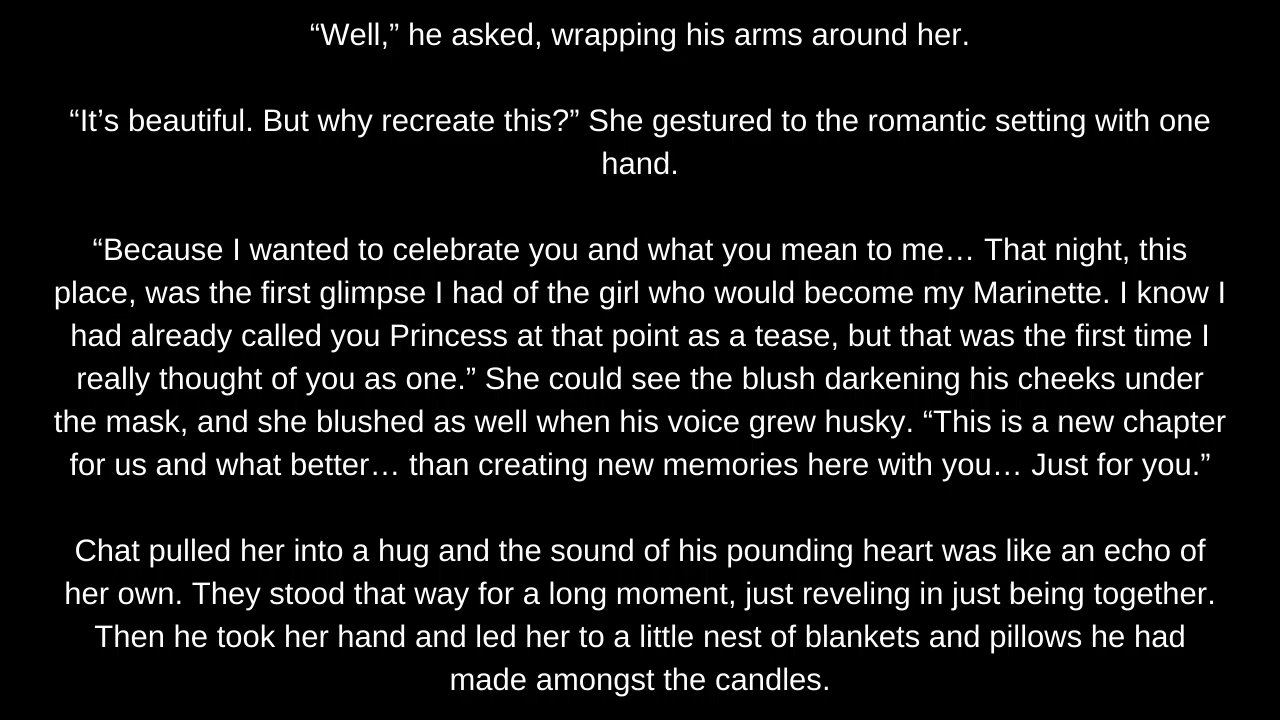 “Well,” he asked, wrapping his arms around her.
“It’s beautiful. But why recreate this?” She gestured to the romantic setting with one
hand.
“Because I wanted to celebrate you and what you mean to me… That night, this
place, was the first glimpse I had of the girl who would become my Marinette. I know I
had already called you Princess at that point as a tease, but that was the first time I
really thought of you as one.” She could see the blush darkening his cheeks under
the mask, and she blushed as well when his voice grew husky. “This is a new chapter
for us and what better… than creating new memories here with you… Just for you.”
Chat pulled her into a hug and the sound of his pounding heart was like an echo of
her own. They stood that way for a long moment, just reveling in just being together.
Then he took her hand and led her to a little nest of blankets and pillows he had
made amongst the candles.